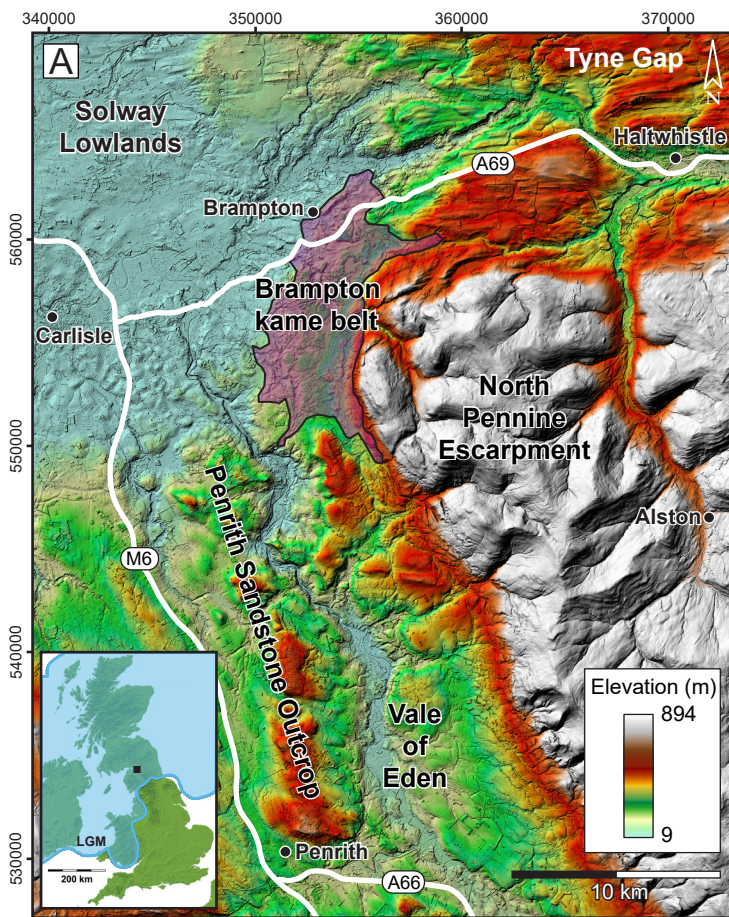 340000
350000
360000
370000
A
Tyne Gap
N
Solway
Lowlands
Haltwhistle
A69
Brampton
560000
Brampton
kame belt
Carlisle
North
Pennine
Escarpment
550000
Penrith Sandstone Outcrop
Alston
M6
540000
Elevation (m)
894
9
Vale
of
Eden
LGM
200 km
530000
Penrith
A66
10 km